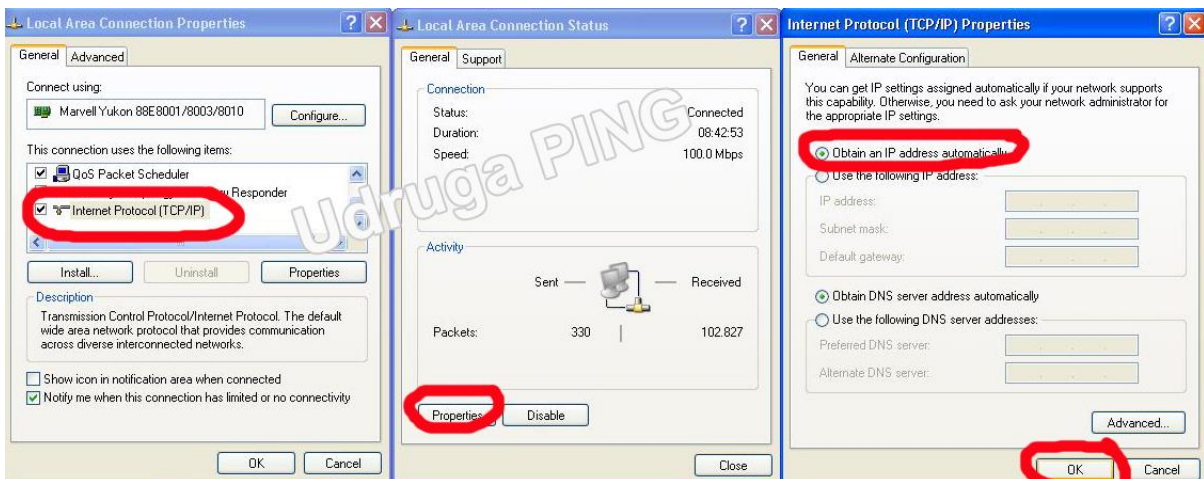 Local Area Connection Properties
General
Advanced
Connect using:
Marvell Yukon 88E8001/8003/8010
Configure...
This connection uses the following items:
QoS Packet Scheduler
Responder
Internet Protocol (TCP/IP)
Install...
Uninstall
Properties
Description
Transmission Control Protocol/Internet Protocol. The default
wide area network protocol that provides communication
across diverse interconnected networks.
Show icon in notification area when connected
Notify me when this connection has limited or no connectivity
OK
Cancel
Local Area Connection Status
General
Support
Connection
Status:
Connected
Duration:
08:42:53
Speed:
100.0 Mbps
Activity
Sent
Received
Packets:
330
102.827
Properties
Disable
Close
Internet Protocol (TCP/IP) Properties
General
Alternate Configuration
You can get IP settings assigned automatically if your network supports
this capability. Otherwise, you need to ask your network administrator for
the appropriate IP settings.
Obtain an IP address automatically
Use the following IP address:
IP address:
Subnet mask:
Default gateway:
Obtain DNS server address automatically
Use the following DNS server addresses:
Preferred DNS server:
Alternate DNS server:
Advanced...
OK
Cancel
Udruga PING